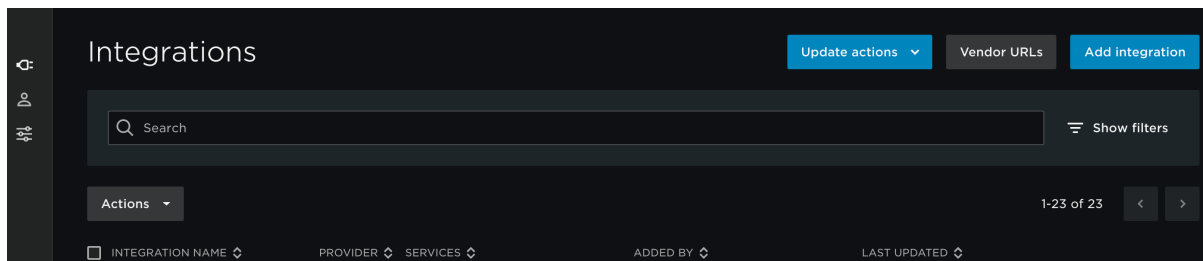 Integrations
Update actions
Vendor URLs
Add integration
Search
Show filters
Actions
1-23 of 23
INTEGRATION NAME PROVIDER SERVICES ADDED BY LAST UPDATED